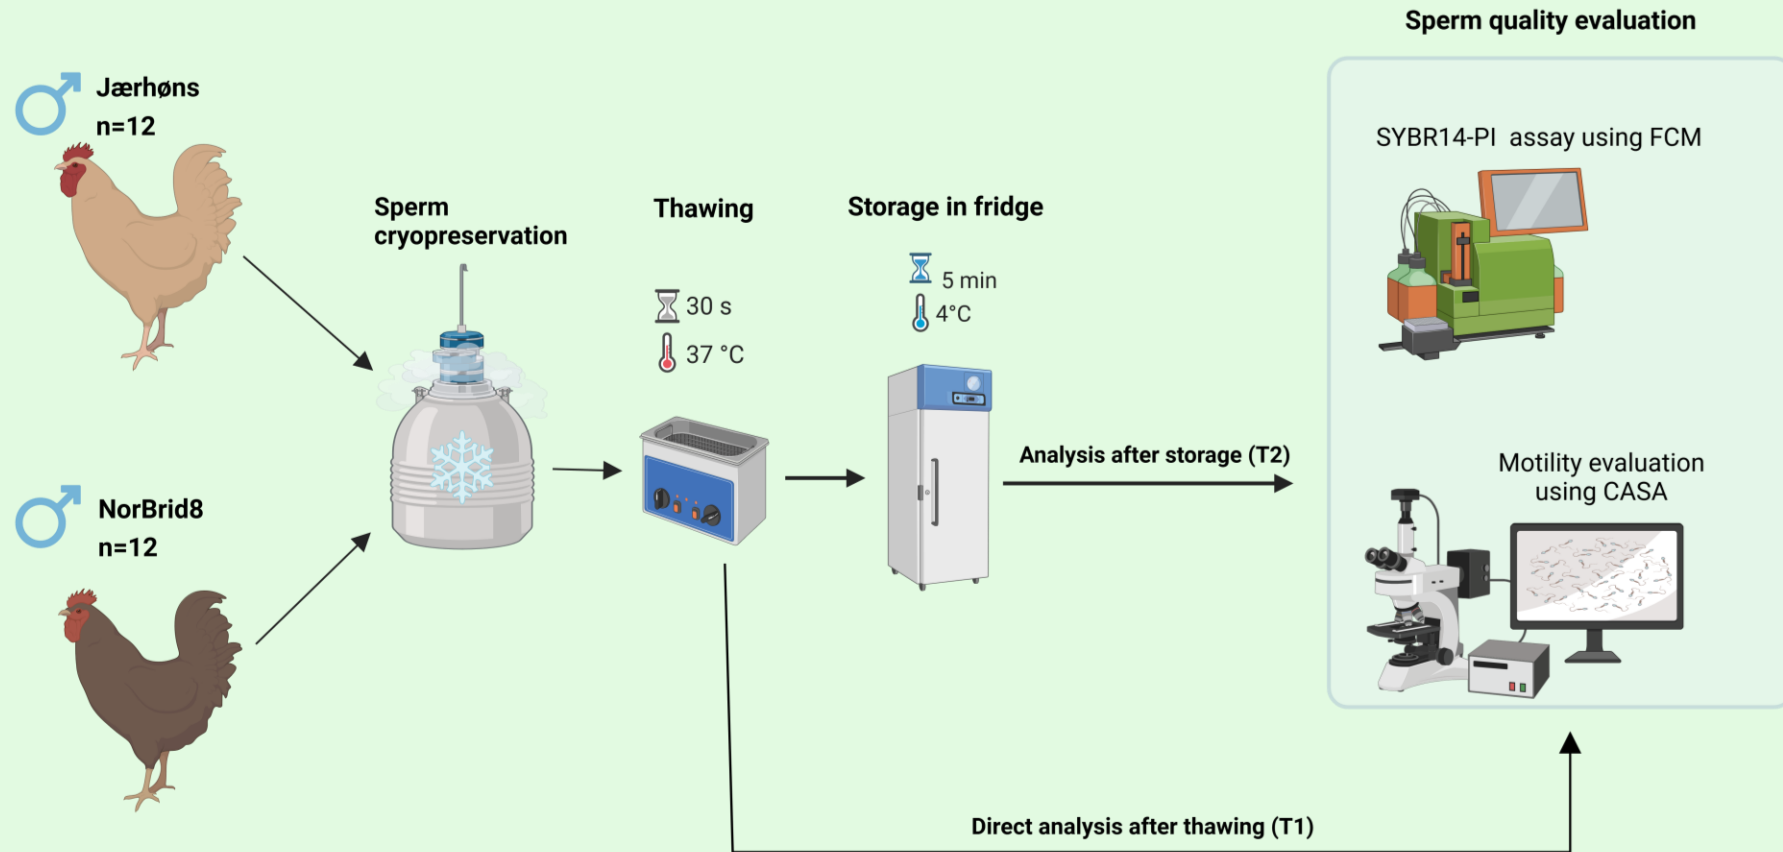 Sperm quality evaluation
Jærhøns
n=12
SYBR14-PI assay using FCM
Sperm
cryopreservation
Thawing
Storage in fridge
30 s
37 °C
5 min
4°C
Analysis after storage (T2)
Motility evaluation
using CASA
NorBrid8
n=12
Direct analysis after thawing (T1)